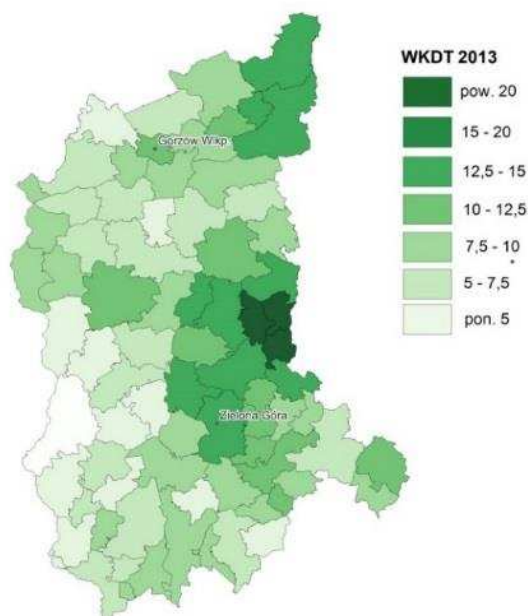 WKDT 2013
pow. 20
15 - 20
12,5 - 15
10 - 12,5
7,5 - 10
5 - 7,5
pon. 5
Gorzów Wlkp.
Zielona Góra